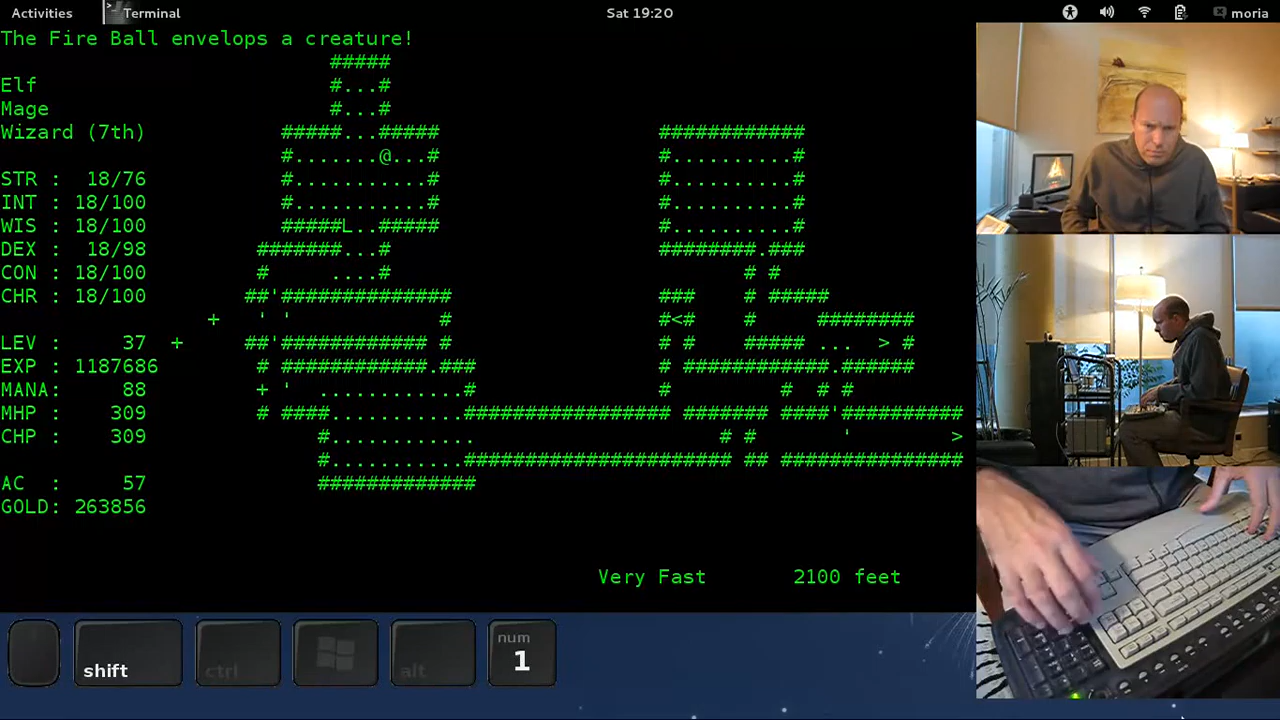 Activities Terminal Sat 19:20 moria
The Fire Ball envelops a creature!
                            #####
Elf                         #...#
Mage                        #...#
Wizard (7th)            #####...#####                   ############
                        #.......@...#                   #..........#
STR :  18/76            #...........#                   #..........#
INT : 18/100            #...........#                   #..........#
WIS : 18/100            #####L..#####                   #..........#
DEX :  18/98          #######...#                       ########.###
CON : 18/100          #     ....#                              # #
CHR : 18/100         ##'##############                  ###    # #####
                  +   ' '            #                  #<#    #     ########
LEV :     37   +     ##'############ #                  # #    ##### ...  > #
EXP : 1187686         # ############.###                # ############.######
MANA:     88          + '............#                  #         #  # #
MHP :    309          # ####...........################# ####### ####'##########
CHP :    309               #............                     # #       '        >
                           #...........####################### ## ###############
AC  :     57               #############
GOLD: 263856
Very Fast 2100 feet
shift ctrl alt num 1